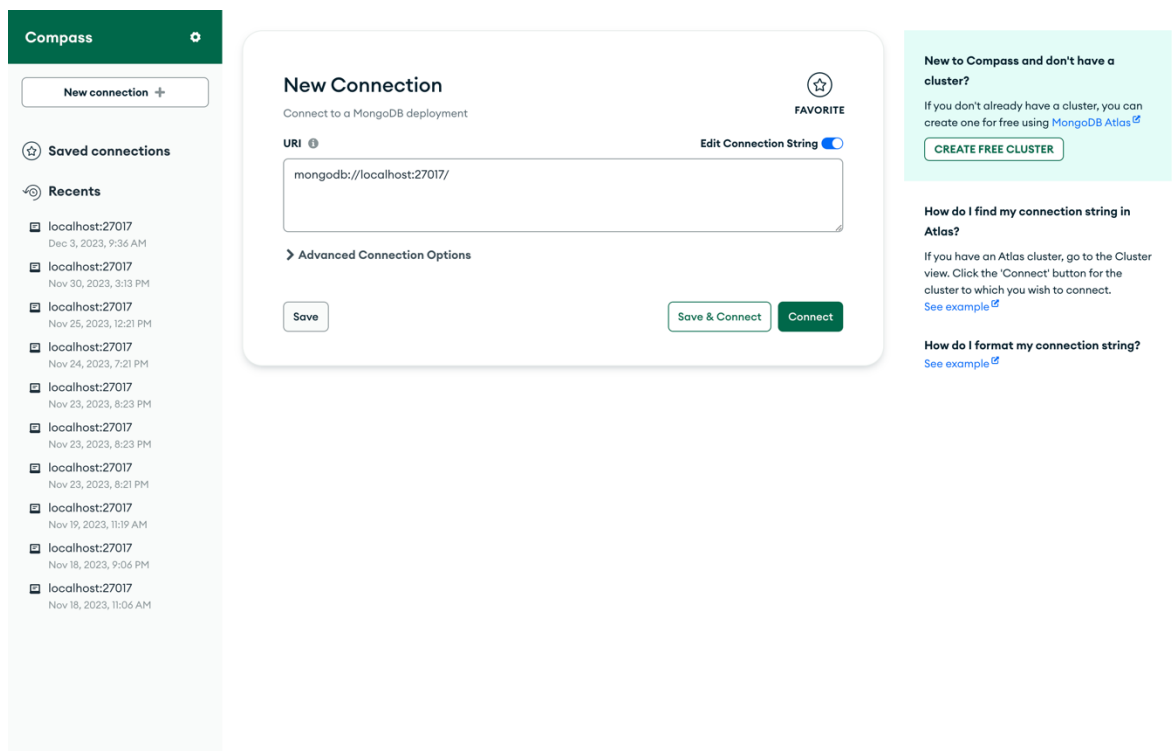 Compass
New connection
Saved connections
Recents
localhost:27017
Dec 3, 2023, 9:36 AM
localhost:27017
Nov 30, 2023, 3:13 PM
localhost:27017
Nov 25, 2023, 12:21 PM
localhost:27017
Nov 24, 2023, 7:21 PM
localhost:27017
Nov 23, 2023, 8:23 PM
localhost:27017
Nov 23, 2023, 8:23 PM
localhost:27017
Nov 23, 2023, 8:21 PM
localhost:27017
Nov 19, 2023, 11:19 AM
localhost:27017
Nov 18, 2023, 9:06 PM
localhost:27017
Nov 18, 2023, 11:06 AM
New Connection
Connect to a MongoDB deployment
FAVORITE
URI
Edit Connection String
mongodb://localhost:27017/
Advanced Connection Options
Save
Save & Connect
Connect
New to Compass and don't have a
cluster?
If you don't already have a cluster, you can
create one for free using MongoDB Atlas
CREATE FREE CLUSTER
How do I find my connection string in
Atlas?
If you have an Atlas cluster, go to the Cluster
view. Click the 'Connect' button for the
cluster to which you wish to connect.
See example
How do I format my connection string?
See example